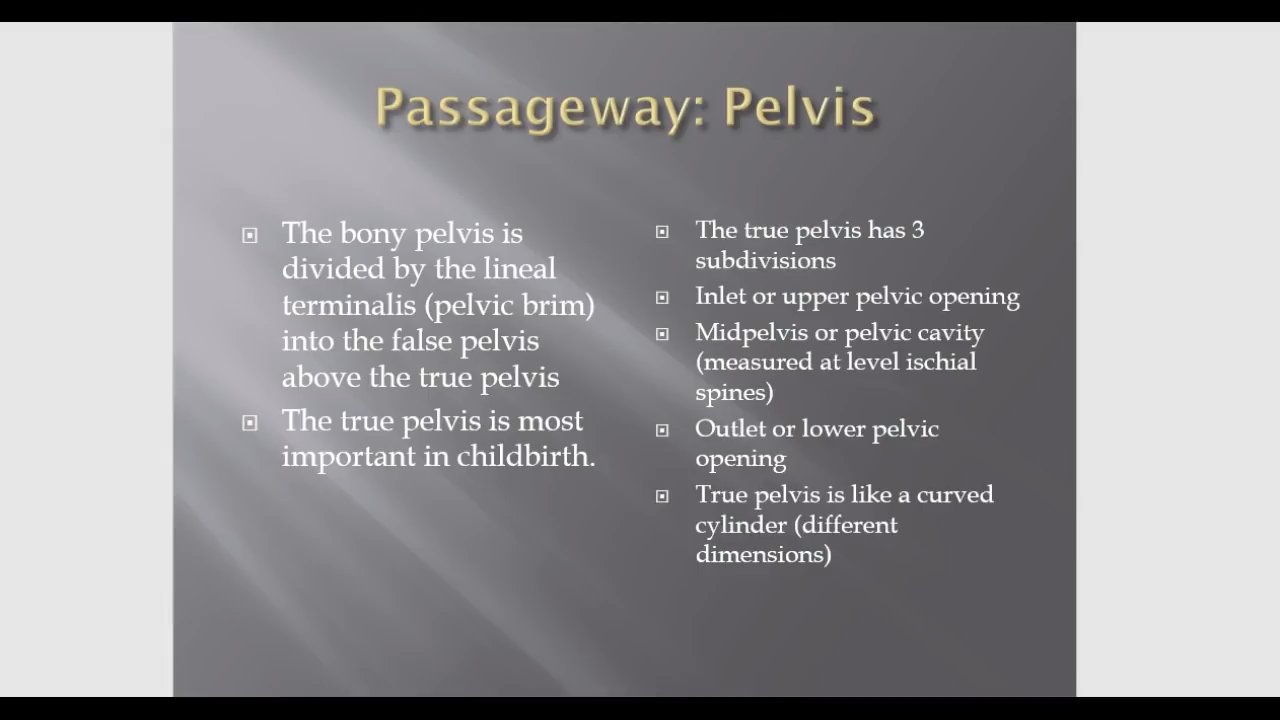 Passageway: Pelvis
The bony pelvis is
divided by the lineal
terminalis (pelvic brim)
into the false pelvis
above the true pelvis
The true pelvis is most
important in childbirth.
The true pelvis has 3
subdivisions
Inlet or upper pelvic opening
Midpelvis or pelvic cavity
(measured at level ischial
spines)
Outlet or lower pelvic
opening
True pelvis is like a curved
cylinder (different
dimensions)